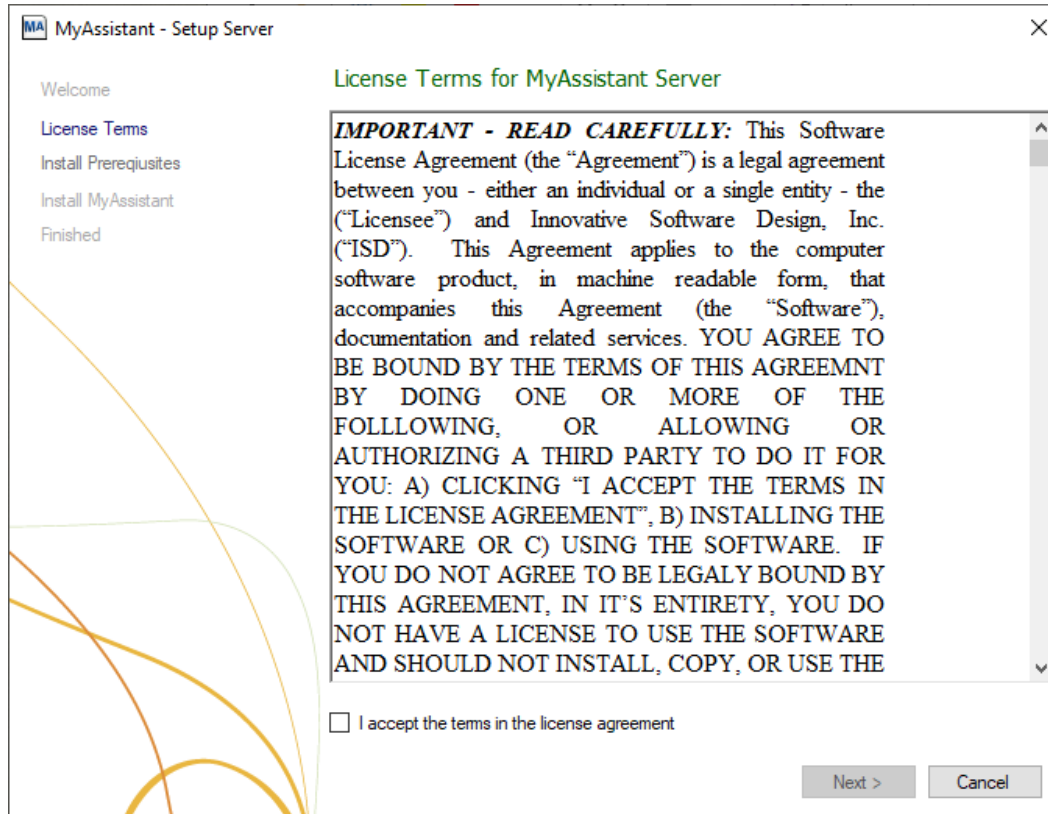 MA MyAssistant - Setup Server
Welcome
License Terms
Install Prereqiusites
Install MyAssistant
Finished
License Terms for MyAssistant Server
IMPORTANT - READ CAREFULLY: This Software
License Agreement (the “Agreement”) is a legal agreement
between you - either an individual or a single entity - the
(“Licensee”) and Innovative Software Design, Inc.
(“ISD”). This Agreement applies to the computer
software product, in machine readable form, that
accompanies this Agreement (the “Software”),
documentation and related services. YOU AGREE TO
BE BOUND BY THE TERMS OF THIS AGREEMNT
BY DOING ONE OR MORE OF THE
FOLLLOWING, OR ALLOWING OR
AUTHORIZING A THIRD PARTY TO DO IT FOR
YOU: A) CLICKING “I ACCEPT THE TERMS IN
THE LICENSE AGREEMENT”, B) INSTALLING THE
SOFTWARE OR C) USING THE SOFTWARE. IF
YOU DO NOT AGREE TO BE LEGALY BOUND BY
THIS AGREEMENT, IN IT’S ENTIRETY, YOU DO
NOT HAVE A LICENSE TO USE THE SOFTWARE
AND SHOULD NOT INSTALL, COPY, OR USE THE
I accept the terms in the license agreement
Next >
Cancel